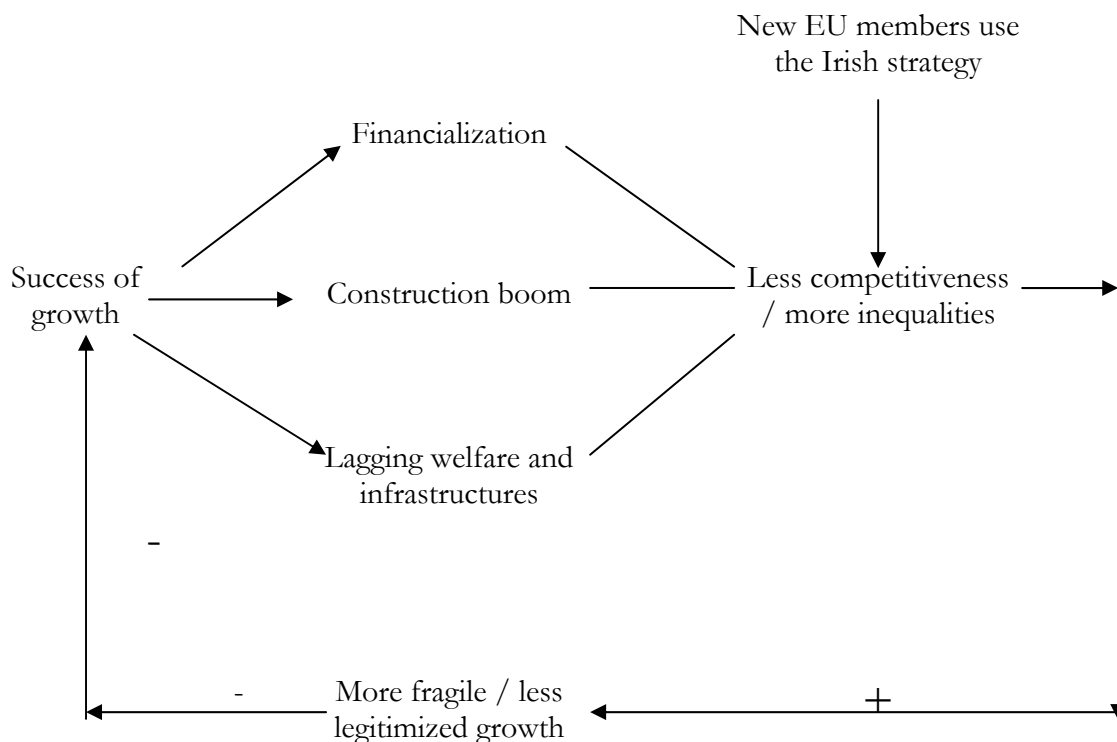 New EU members use
the Irish strategy
Financialization
Success of
growth
Construction boom
Less competitiveness
/ more inequalities
Lagging welfare and
infrastructures
-
-
More fragile / less
legitimized growth
+